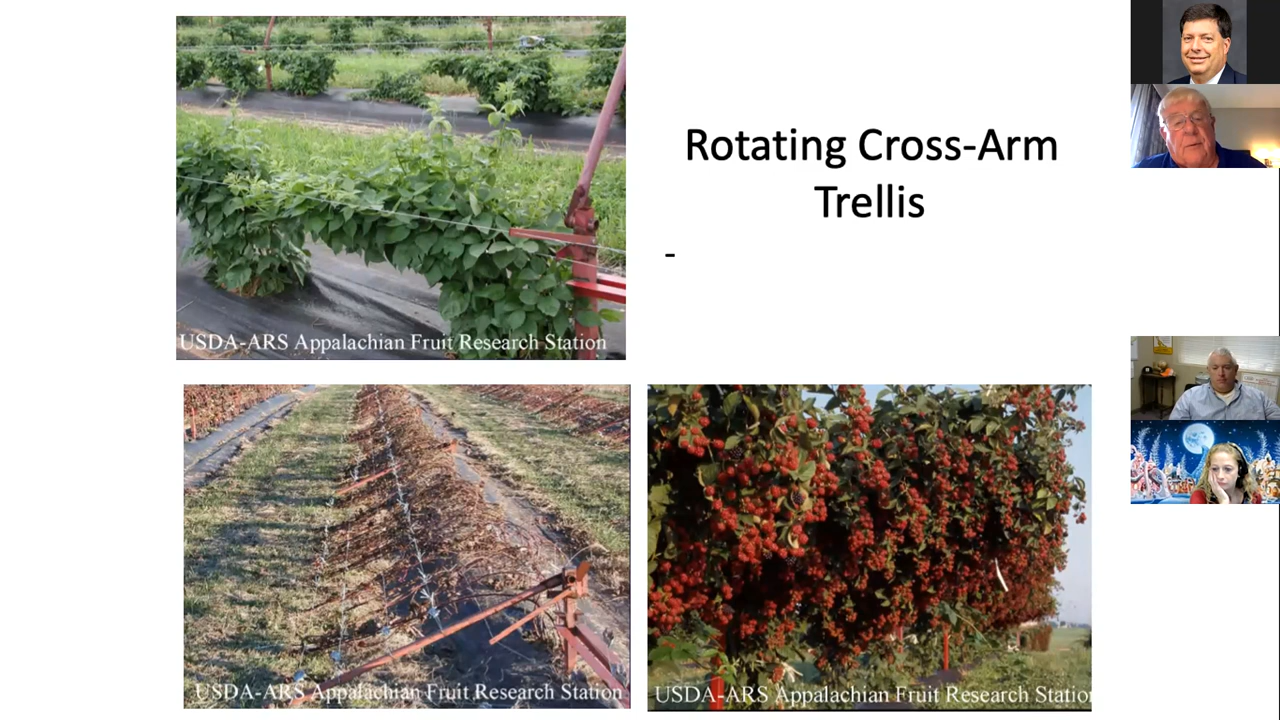 Rotating Cross-Arm
Trellis
-
USDA-ARS Appalachian Fruit Research Station
USDA-ARS Appalachian Fruit Research Station
USDA-ARS Appalachian Fruit Research Station